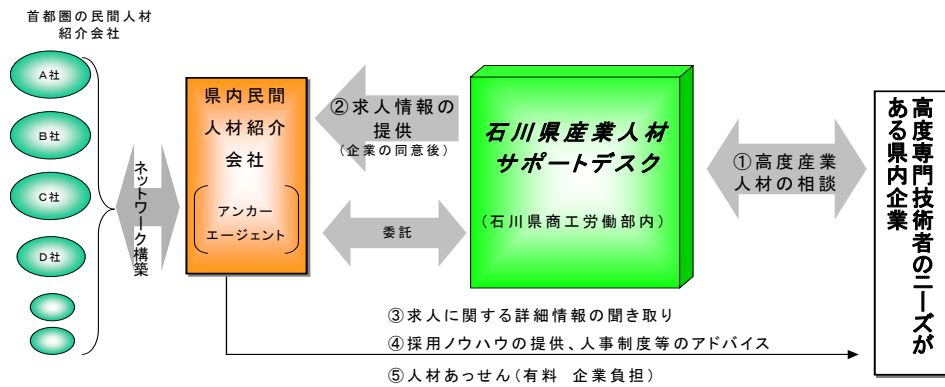 首都圏の民間人材
紹介会社
A社
B社
C社
D社
ネットワーク構築
県内民間
人材紹介
会社
アンカー
エージェント
②求人情報の
提供
(企業の同意後)
委託
石川県産業人材
サポートデスク
(石川県商工労働部内)
①高度産業
人材の相談
高度専門技術者のニーズが
ある県内企業
③求人に関する詳細情報の聞き取り
④採用ノウハウの提供、人事制度等のアドバイス
⑤人材あっせん(有料 企業負担)